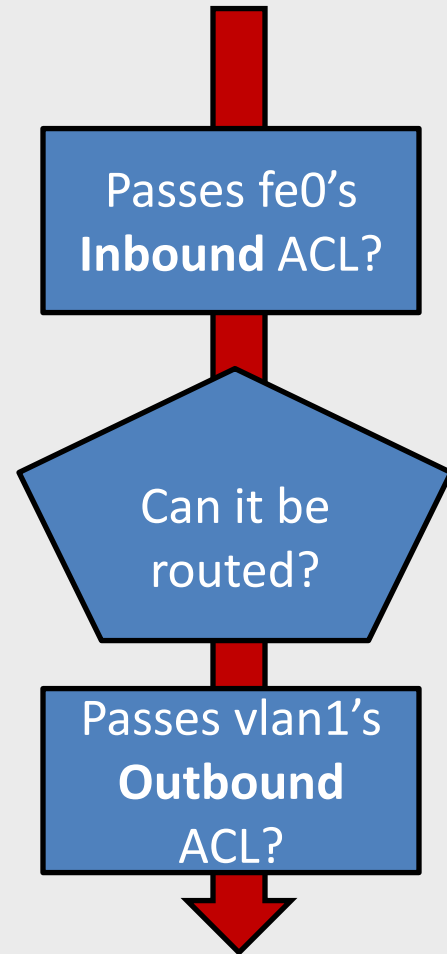 Passes fe0’s
Inbound ACL?
Can it be
routed?
Passes vlan1’s
Outbound
ACL?